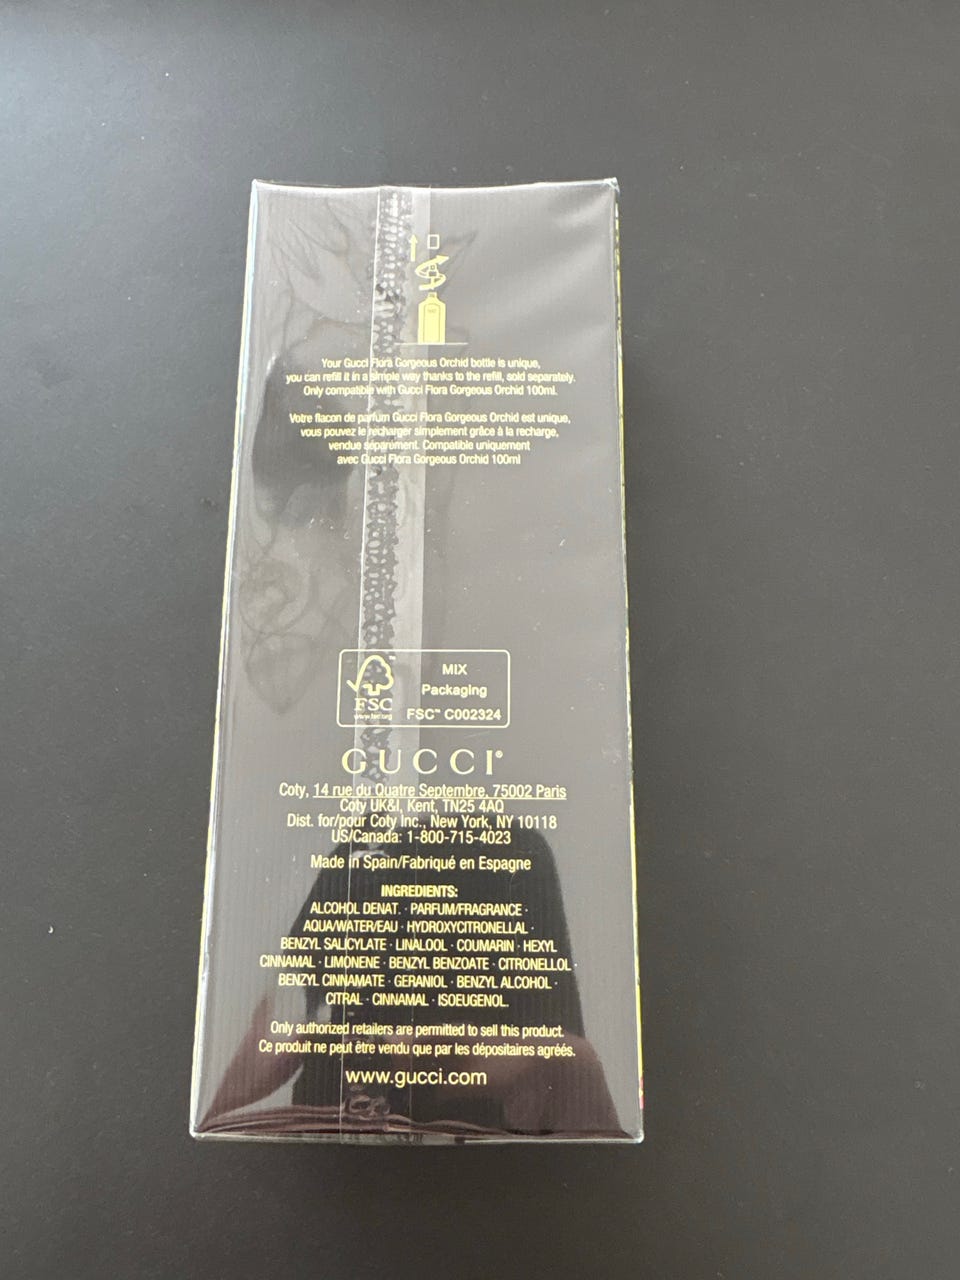 Your Gucci Flora Gorgeous Orchid bottle is unique,
you can refill it in a simple way thanks to the refill, sold separately.
Only compatible with Gucci Flora Gorgeous Orchid 100ml.
Votre flacon de parfum Gucci Flora Gorgeous Orchid est unique,
vous pouvez le recharger simplement grâce à la recharge,
vendue séparément. Compatible uniquement
avec Gucci Flora Gorgeous Orchid 100ml
MIX
Packaging
FSC™ C002324
FSC
www.fsc.org
GUCCI®
Coty, 14 rue du Quatre Septembre, 75002 Paris
Coty UK&I, Kent, TN25 4AQ
Dist. for/pour Coty Inc., New York, NY 10118
US/Canada: 1-800-715-4023
Made in Spain/Fabriqué en Espagne
INGREDIENTS:
ALCOHOL DENAT. · PARFUM/FRAGRANCE ·
AQUA/WATER/EAU · HYDROXYCITRONELLAL ·
BENZYL SALICYLATE · LINALOOL · COUMARIN · HEXYL
CINNAMAL · LIMONENE · BENZYL BENZOATE · CITRONELLOL ·
BENZYL CINNAMATE · GERANIOL · BENZYL ALCOHOL ·
CITRAL · CINNAMAL · ISOEUGENOL.
Only authorized retailers are permitted to sell this product.
Ce produit ne peut être vendu que par les dépositaires agréés.
www.gucci.com